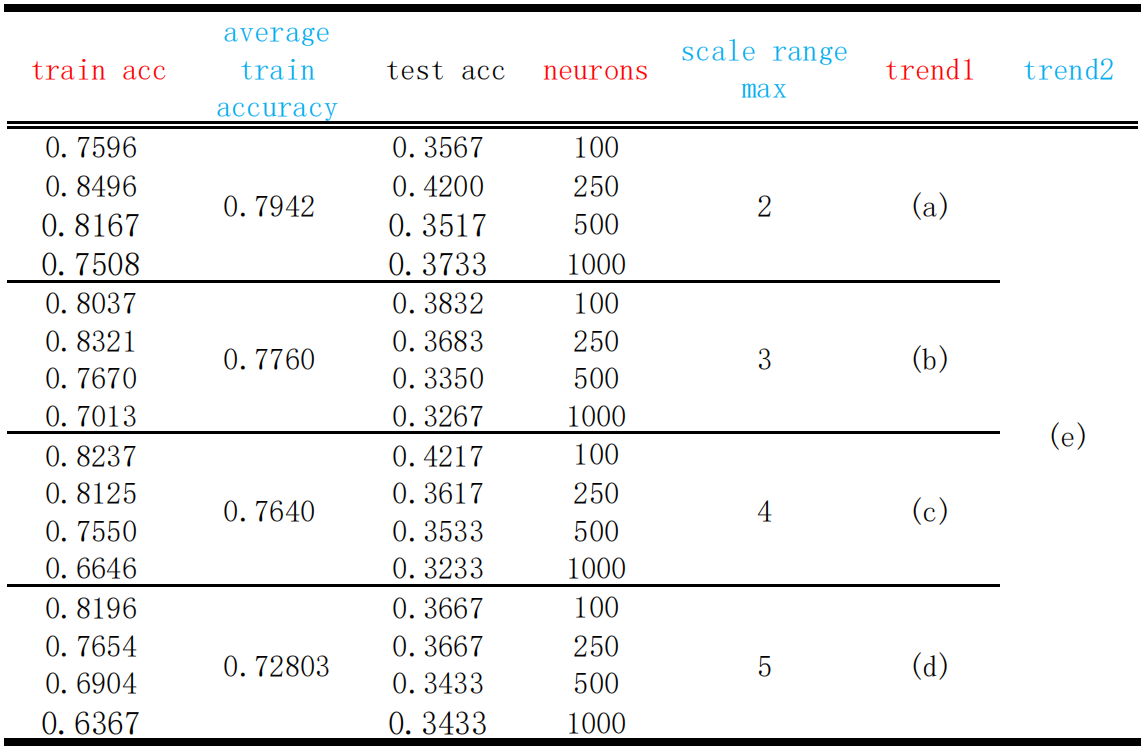 train acc average train accuracy test acc neurons scale range max trend1 trend2
0.7596 0.3567 100
0.8496 0.4200 250
0.7942 2 (a)
0.8167 0.3517 500
0.7508 0.3733 1000
0.8037 0.3832 100
0.8321 0.3683 250
0.7760 3 (b)
0.7670 0.3350 500
0.7013 0.3267 1000
(e)
0.8237 0.4217 100
0.8125 0.3617 250
0.7640 4 (c)
0.7550 0.3533 500
0.6646 0.3233 1000
0.8196 0.3667 100
0.7654 0.3667 250
0.72803 5 (d)
0.6904 0.3433 500
0.6367 0.3433 1000